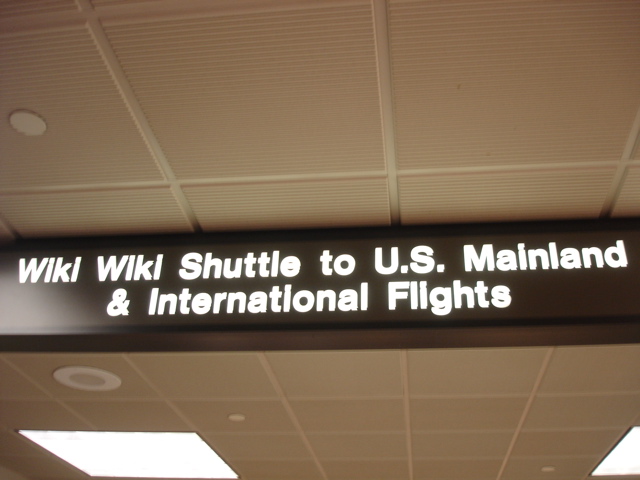 Wiki Wiki Shuttle to U.S. Mainland
& International Flights